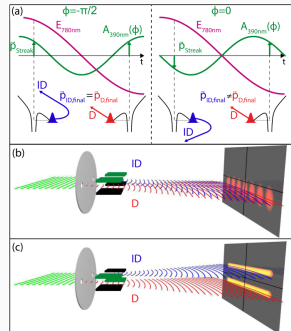 (a) ϕ=-π/2 ϕ=0
E780nm A390nm(ϕ) E780nm A390nm(ϕ)
p⃗Streak p⃗Streak
t t
ID p⃗ID,final=p⃗D,final p⃗ID,final≠p⃗D,final
D D
ID
(b) ID
D
(c) ID
D